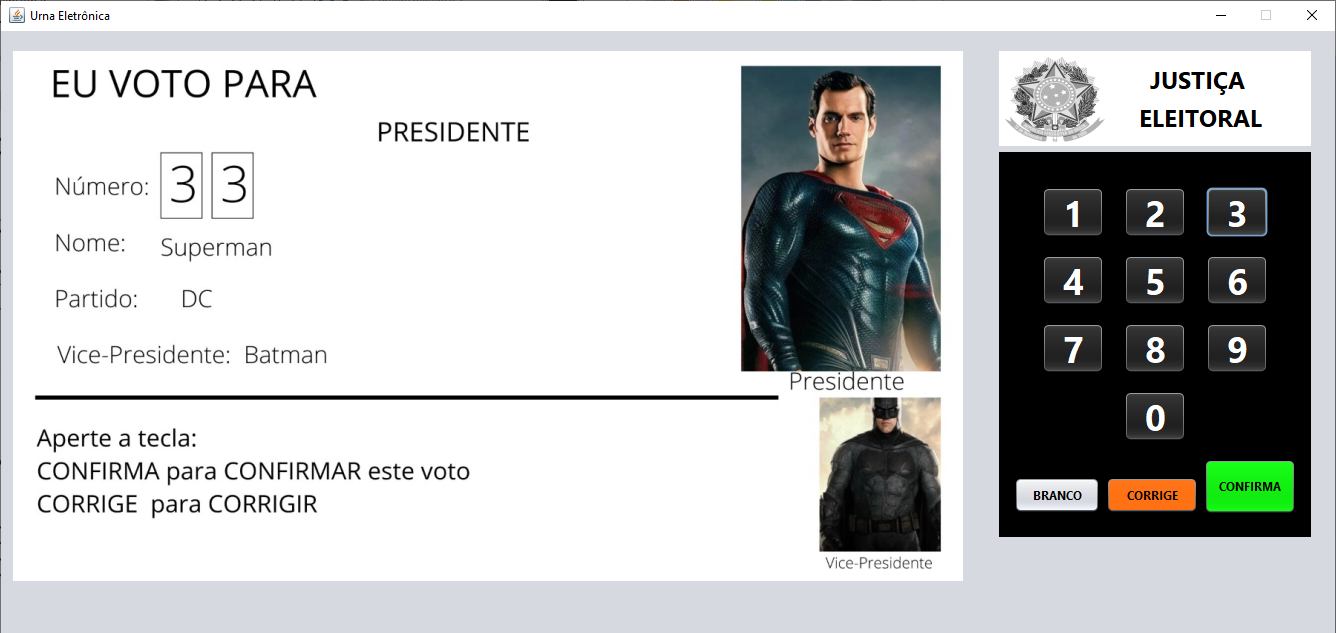 Urna Eletrônica
EU VOTO PARA
PRESIDENTE
Número: 3 3
Nome: Superman
Partido: DC
Vice-Presidente: Batman
Presidente
Aperte a tecla:
CONFIRMA para CONFIRMAR este voto
CORRIGE para CORRIGIR
Vice-Presidente
JUSTIÇA
ELEITORAL
1 2 3
4 5 6
7 8 9
0
BRANCO CORRIGE CONFIRMA